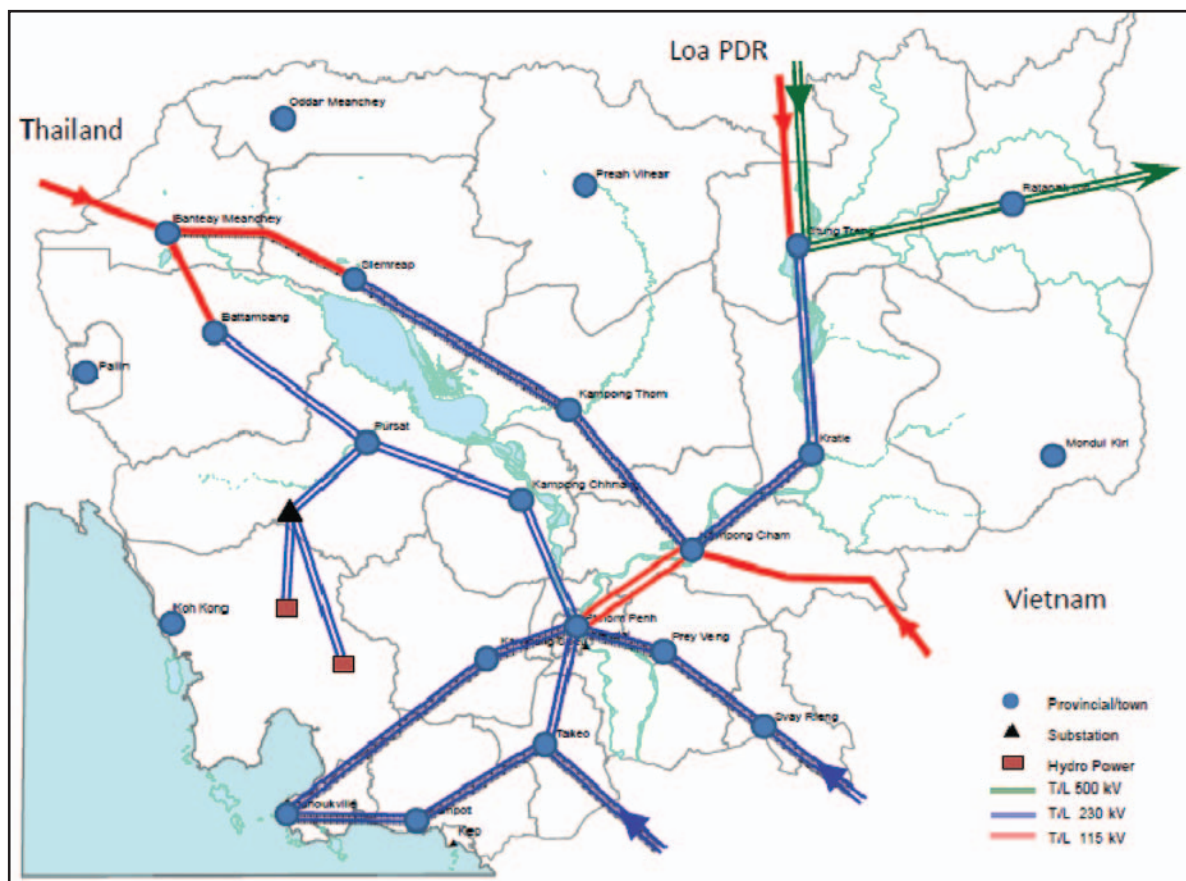 Loa PDR
Oddar Meanchey
Thailand
Preah Vihear
Banteay Meanchey
Stung Treng
Siemreap
Battambang
Pailin
Kampong Thom
Pursat
Kratie
Mondul Kiri
Kampong Chhnang
Kampong Cham
Koh Kong
Vietnam
Phnom Penh
Prey Veng
Provincial/town
Svay Rieng
Takeo
Substation
Hydro Power
T/L 500 kV
T/L 230 kV
Kep
T/L 115 kV